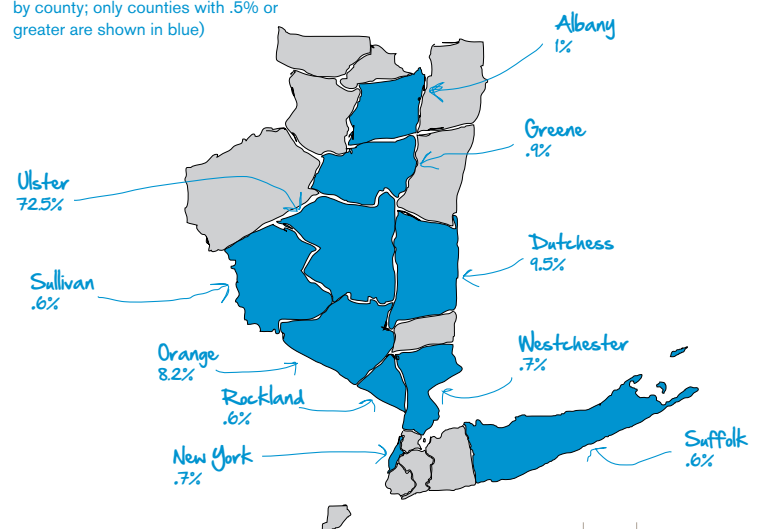 by county; only counties with .5% or
greater are shown in blue)
Albany
1%
Greene
.9%
Ulster
72.5%
Dutchess
9.5%
Sullivan
.6%
Orange
8.2%
Westchester
.7%
Rockland
.6%
New York
.7%
Suffolk
.6%